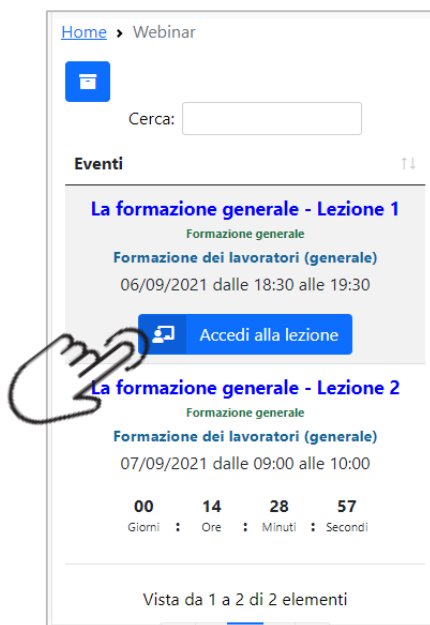 Home › Webinar
Cerca:
Eventi
La formazione generale - Lezione 1
Formazione generale
Formazione dei lavoratori (generale)
06/09/2021 dalle 18:30 alle 19:30
Accedi alla lezione
La formazione generale - Lezione 2
Formazione generale
Formazione dei lavoratori (generale)
07/09/2021 dalle 09:00 alle 10:00
00 14 28 57
Giorni : Ore : Minuti : Secondi
Vista da 1 a 2 di 2 elementi